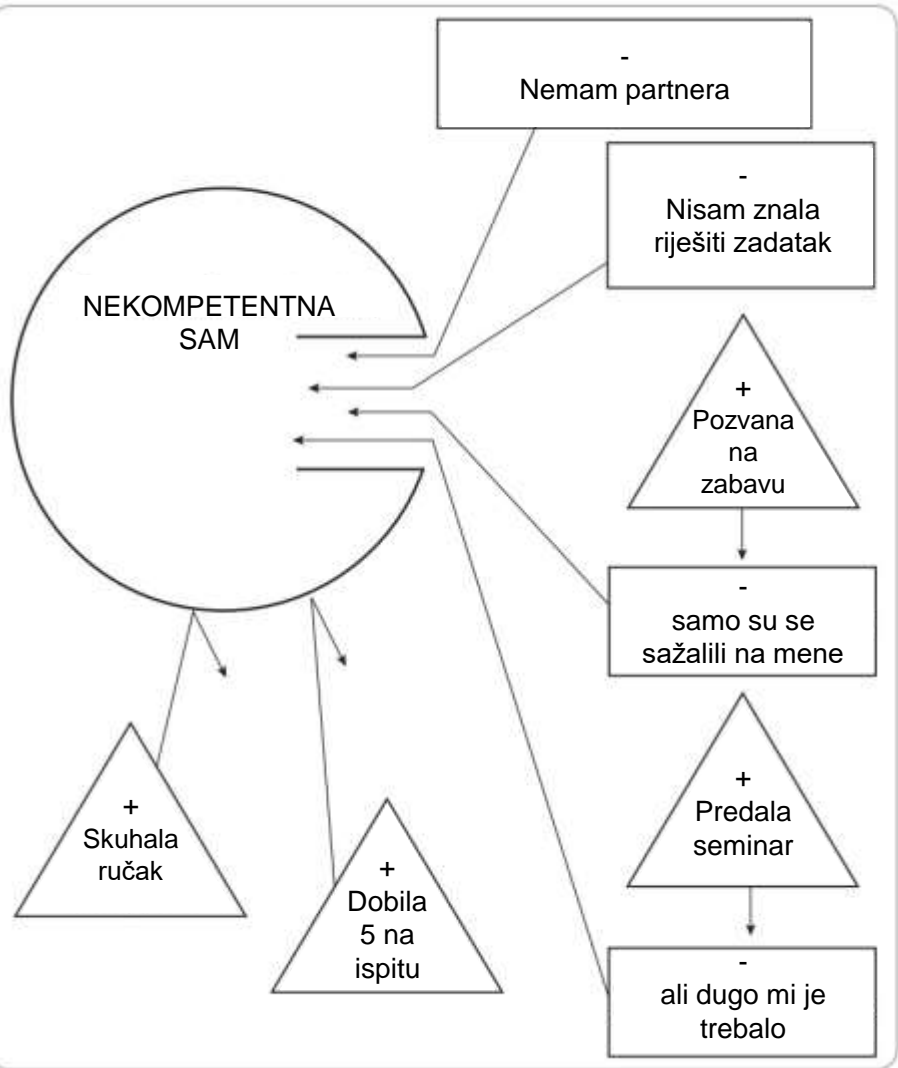 -
Nemam partnera
-
Nisam znala
riješiti zadatak
NEKOMPETENTNA
SAM
+
Pozvana
na
zabavu
-
samo su se
sažalili na mene
+
Predala
seminar
+
Skuhala
ručak
+
Dobila
5 na
ispitu
-
ali dugo mi je
trebalo